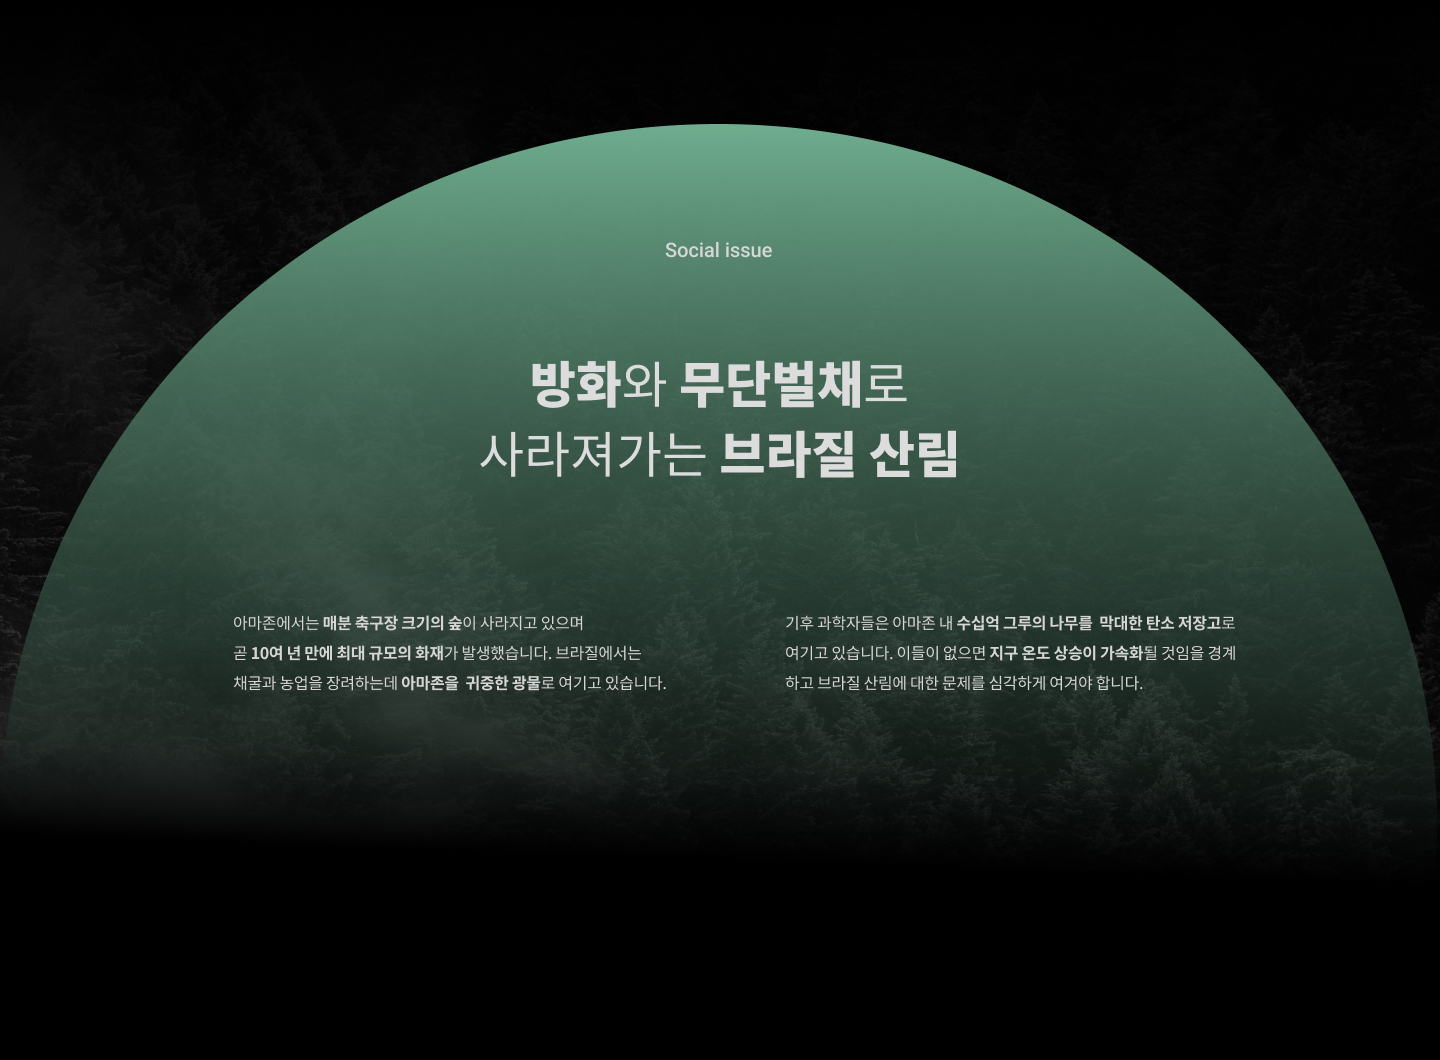 Social issue
방화와 무단벌채로
사라져가는 브라질 산림
아마존에서는 매분 축구장 크기의 숲이 사라지고 있으며
곧 10여 년 만에 최대 규모의 화재가 발생했습니다. 브라질에서는
채굴과 농업을 장려하는데 아마존을 귀중한 광물로 여기고 있습니다.
기후 과학자들은 아마존 내 수십억 그루의 나무를 막대한 탄소 저장고로
여기고 있습니다. 이들이 없으면 지구 온도 상승이 가속화될 것임을 경계
하고 브라질 산림에 대한 문제를 심각하게 여겨야 합니다.